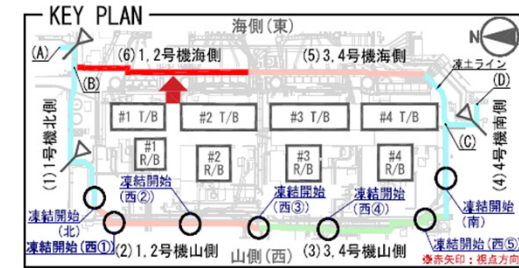 KEY PLAN
海側(東)
N
(A)
(6)1,2号機海側
(5)3,4号機海側
凍土ライン
(B)
(D)
#1 T/B
#2 T/B
#3 T/B
#4 T/B
(C)
(1)1号機北側
#1
R/B
#2
R/B
#3
R/B
#4
R/B
(4)4号機南側
凍結開始
(西②)
凍結開始
(西③)
凍結開始
(西④)
凍結開始
(北)
凍結開始
(南)
凍結開始(西①)
(2)1,2号機山側
山側(西)
(3)3,4号機山側
凍結開始(西⑤)
※赤矢印:視点方向